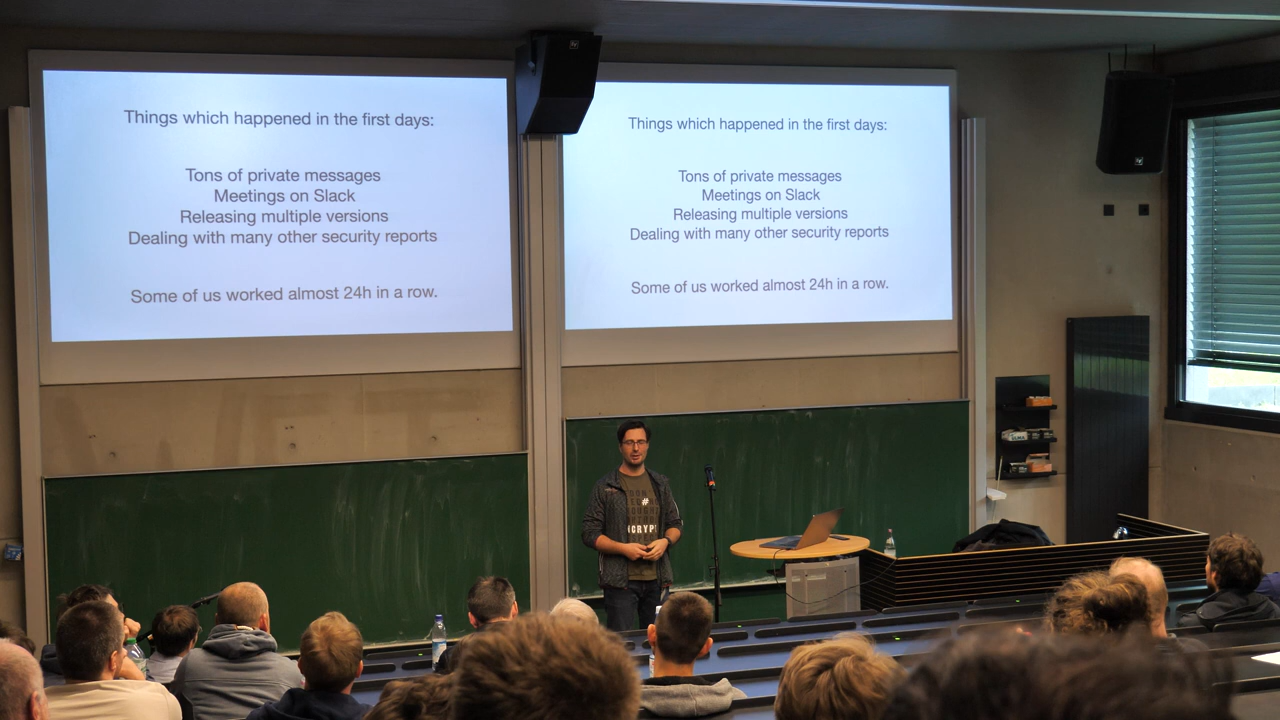 Things which happened in the first days:
Tons of private messages
Meetings on Slack
Releasing multiple versions
Dealing with many other security reports
Some of us worked almost 24h in a row.
Things which happened in the first days:
Tons of private messages
Meetings on Slack
Releasing multiple versions
Dealing with many other security reports
Some of us worked almost 24h in a row.